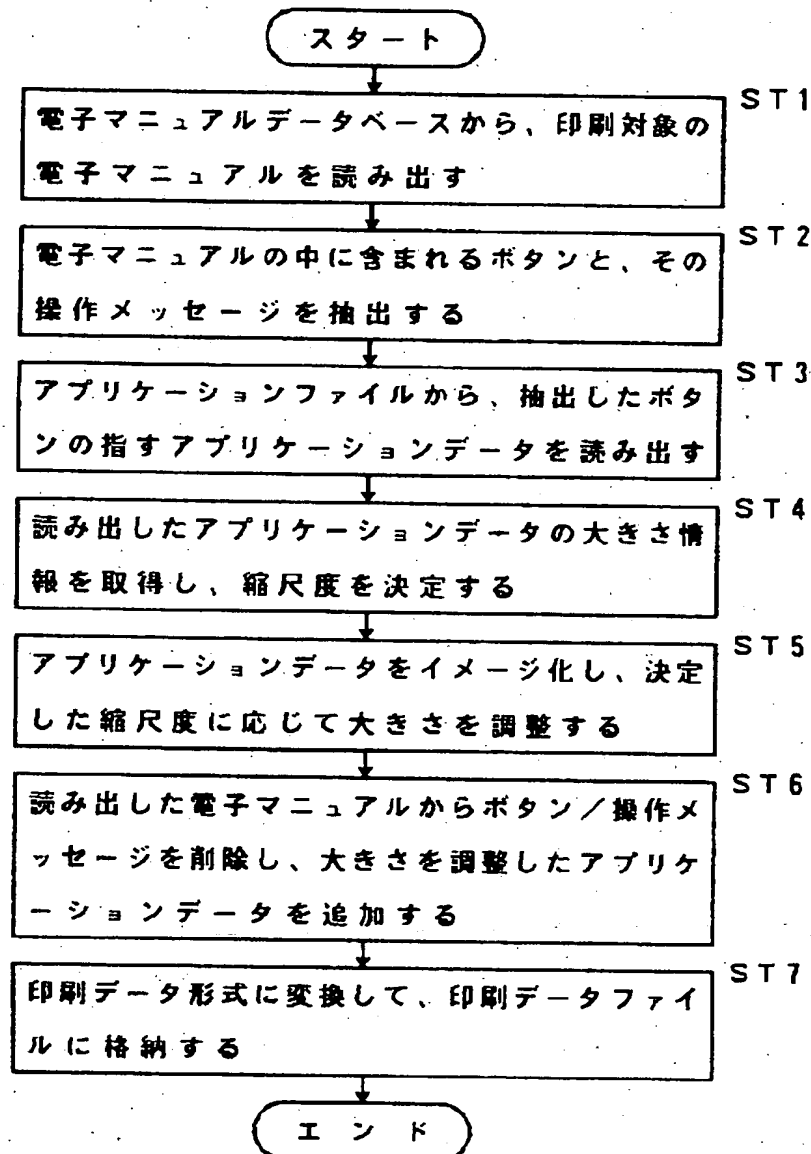 スタート
ST1
電子マニュアルデータベースから、印刷対象の
電子マニュアルを読み出す
ST2
電子マニュアルの中に含まれるボタンと、その
操作メッセージを抽出する
ST3
アプリケーションファイルから、抽出したボタ
ンの指すアプリケーションデータを読み出す
ST4
読み出したアプリケーションデータの大きさ情
報を取得し、縮尺度を決定する
ST5
アプリケーションデータをイメージ化し、決定
した縮尺度に応じて大きさを調整する
ST6
読み出した電子マニュアルからボタン／操作メ
ッセージを削除し、大きさを調整したアプリケ
ーションデータを追加する
ST7
印刷データ形式に変換して、印刷データファイ
ルに格納する
エンド